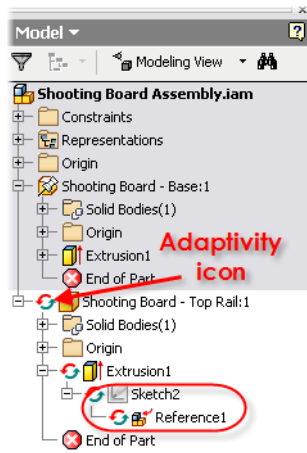 Model
Modeling View
Shooting Board Assembly.iam
Constraints
Representations
Origin
Shooting Board - Base:1
Solid Bodies(1)
Origin
Extrusion1
End of Part
Adaptivity
icon
Shooting Board - Top Rail:1
Solid Bodies(1)
Origin
Extrusion1
Sketch2
Reference1
End of Part